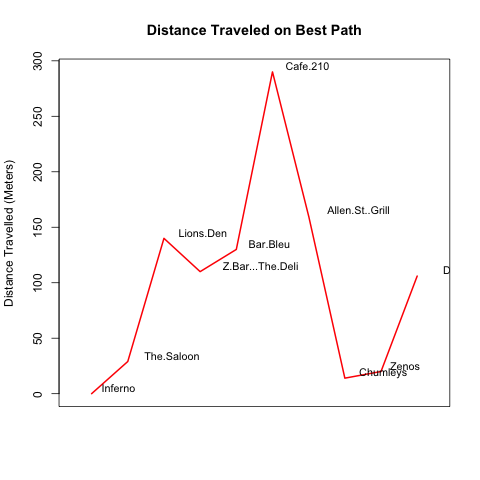 Distance Traveled on Best Path
Distance Travelled (Meters)
300
250
200
150
100
50
0
Cafe.210
Allen.St..Grill
Lions.Den
Bar.Bleu
Z.Bar...The.Deli
D
The.Saloon
Zenos
Chumleys
Inferno